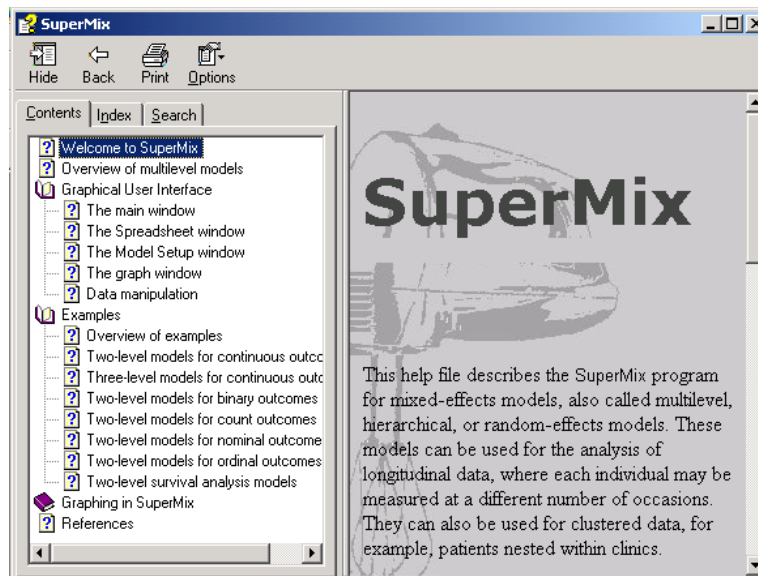 SuperMix
Hide Back Print Options
Contents Index Search
Welcome to SuperMix
Overview of multilevel models
Graphical User Interface
The main window
The Spreadsheet window
The Model Setup window
The graph window
Data manipulation
Examples
Overview of examples
Two-level models for continuous outco
Three-level models for continuous outc
Two-level models for binary outcomes
Two-level models for count outcomes
Two-level models for nominal outcome
Two-level models for ordinal outcomes
Two-level survival analysis models
Graphing in SuperMix
References
SuperMix
This help file describes the SuperMix program
for mixed-effects models, also called multilevel,
hierarchical, or random-effects models. These
models can be used for the analysis of
longitudinal data, where each individual may be
measured at a different number of occasions.
They can also be used for clustered data, for
example, patients nested within clinics.